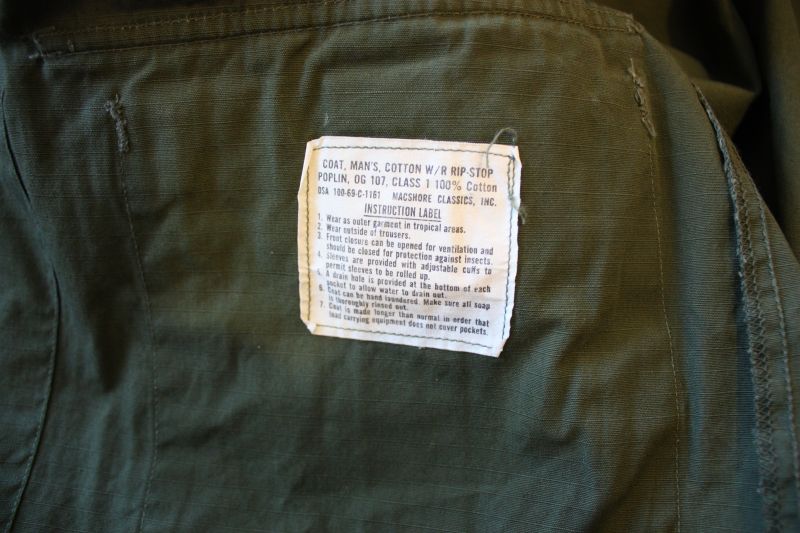 COAT, MAN'S, COTTON W/R RIP-STOP
POPLIN, OG 107, CLASS 1 100% Cotton
DSA 100-69-C-1161 MACSHORE CLASSICS, INC.
INSTRUCTION LABEL
1. Wear as outer garment in tropical areas.
2. Wear outside of trousers.
3. Front closure can be opened for ventilation and
should be closed for protection against insects.
4. Sleeves are provided with adjustable cuffs to
permit sleeves to be rolled up.
5. A drain hole is provided at the bottom of each
pocket to allow water to drain out.
6. Coat can be hand laundered. Make sure all soap
is thoroughly rinsed out.
7. Coat is made longer than normal in order that
load carrying equipment does not cover pockets.